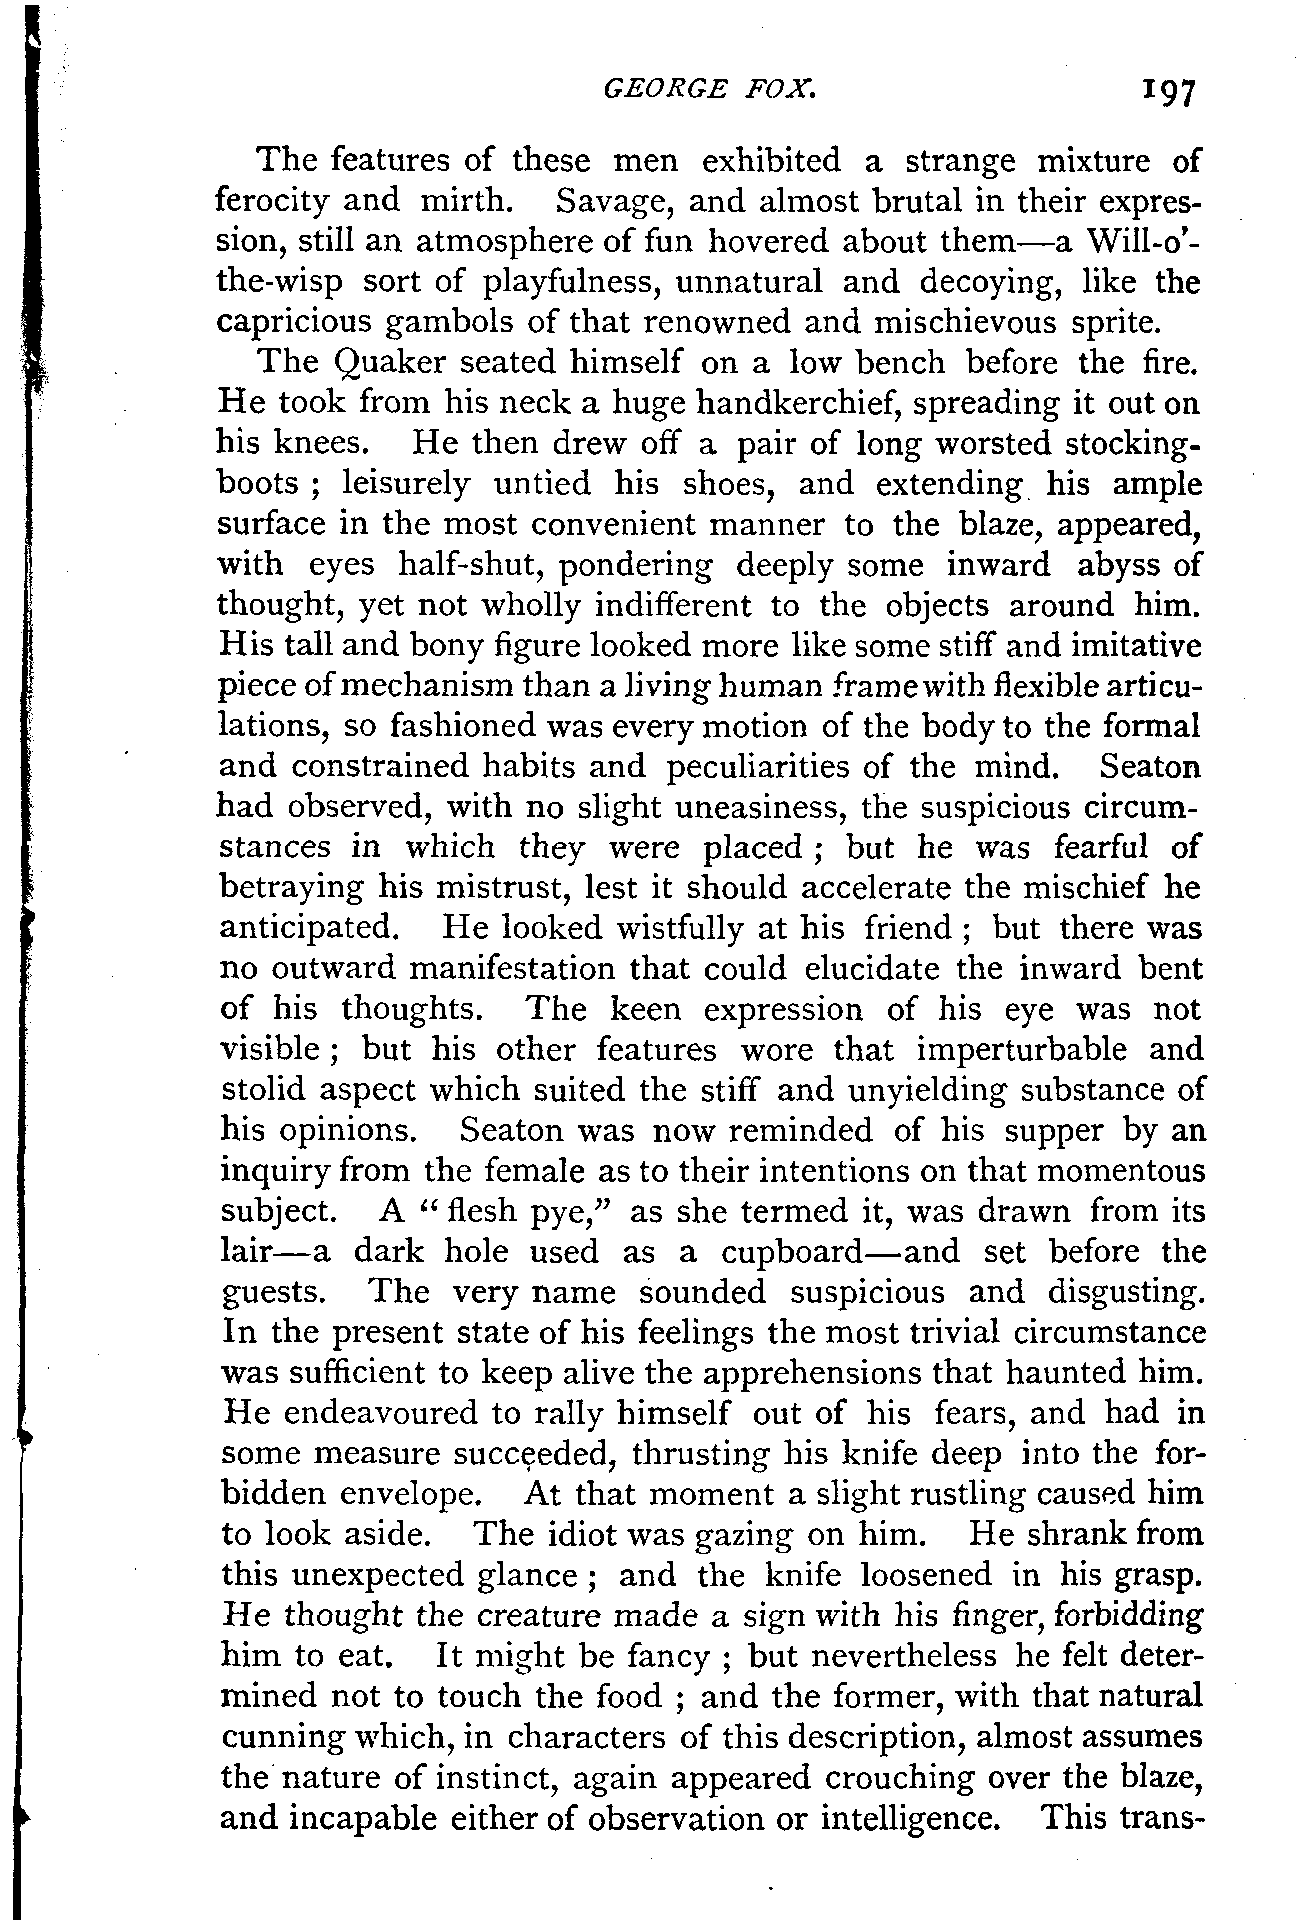 GEORGE FOX. 197
The features of these men exhibited a strange mixture of
ferocity and mirth. Savage, and almost brutal in their expres-
sion, still an atmosphere of fun hovered about them—a Will-o'-
the-wisp sort of playfulness, unnatural and decoying, like the
capricious gambols of that renowned and mischievous sprite.
The Quaker seated himself on a low bench before the fire.
He took from his neck a huge handkerchief, spreading it out on
his knees. He then drew off a pair of long worsted stocking-
boots ; leisurely untied his shoes, and extending his ample
surface in the most convenient manner to the blaze, appeared,
with eyes half-shut, pondering deeply some inward abyss of
thought, yet not wholly indifferent to the objects around him.
His tall and bony figure looked more like some stiff and imitative
piece of mechanism than a living human frame with flexible articu-
lations, so fashioned was every motion of the body to the formal
and constrained habits and peculiarities of the mind. Seaton
had observed, with no slight uneasiness, the suspicious circum-
stances in which they were placed ; but he was fearful of
betraying his mistrust, lest it should accelerate the mischief he
anticipated. He looked wistfully at his friend ; but there was
no outward manifestation that could elucidate the inward bent
of his thoughts. The keen expression of his eye was not
visible ; but his other features wore that imperturbable and
stolid aspect which suited the stiff and unyielding substance of
his opinions. Seaton was now reminded of his supper by an
inquiry from the female as to their intentions on that momentous
subject. A “ flesh pye,” as she termed it, was drawn from its
lair—a dark hole used as a cupboard—and set before the
guests. The very name sounded suspicious and disgusting.
In the present state of his feelings the most trivial circumstance
was sufficient to keep alive the apprehensions that haunted him.
He endeavoured to rally himself out of his fears, and had in
some measure succeeded, thrusting his knife deep into the for-
bidden envelope. At that moment a slight rustling caused him
to look aside. The idiot was gazing on him. He shrank from
this unexpected glance ; and the knife loosened in his grasp.
He thought the creature made a sign with his finger, forbidding
him to eat. It might be fancy ; but nevertheless he felt deter-
mined not to touch the food ; and the former, with that natural
cunning which, in characters of this description, almost assumes
the nature of instinct, again appeared crouching over the blaze,
and incapable either of observation or intelligence. This trans-